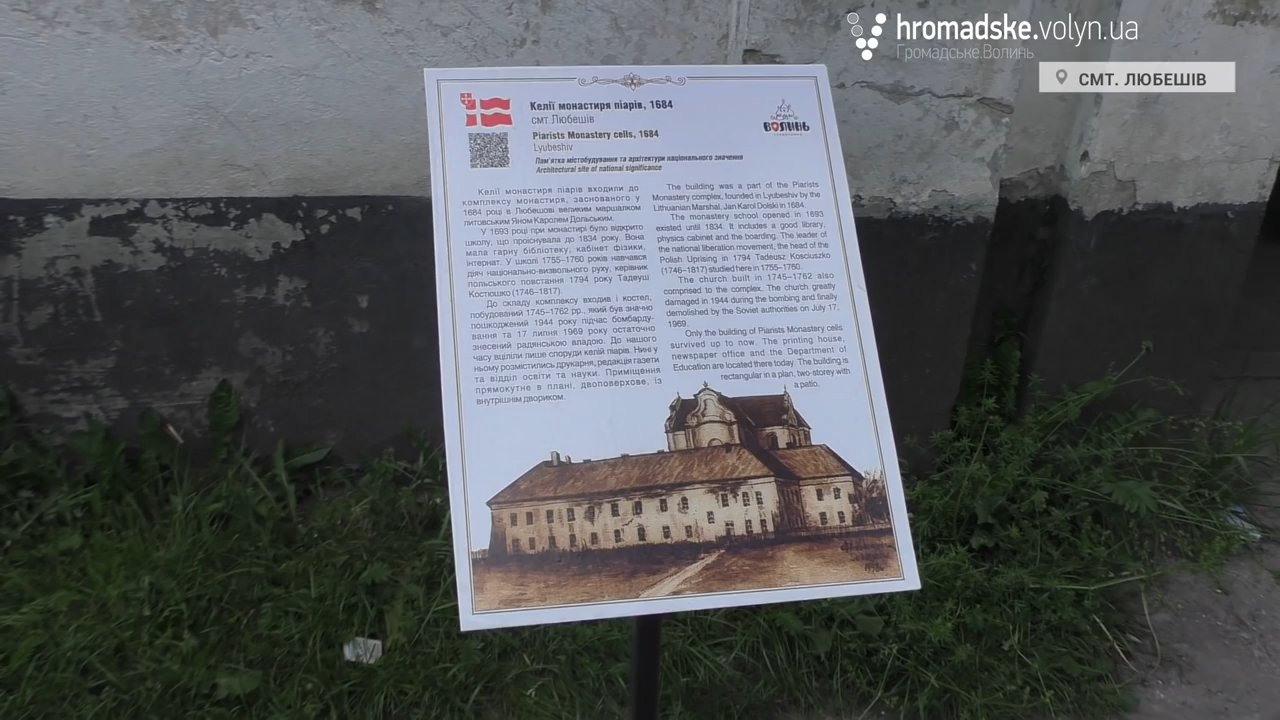 hromadske.volyn.ua
Громадське.Волинь
СМТ. ЛЮБЕШІВ
Келії монастиря піарів, 1684
смт.Любешів
Piarists Monastery cells, 1684
Lyubeshiv
ВОЛИНЬ
Пам'ятка містобудування та архітектури національного значення
Architectural site of national significance
Келії монастиря піарів входили до
комплексу монастиря, заснованого у
1684 році в Любешові великим маршалком
литовським Яном Каролем Дольським.
У 1693 році при монастирі було відкрито
школу, що проіснувала до 1834 року. Вона
мала гарну бібліотеку, кабінет фізики,
інтернат. У школі 1755–1760 років навчався
діяч національно-визвольного руху, керівник
польського повстання 1794 року Тадеуш
Костюшко (1746–1817).
До складу комплексу входив і костел,
побудований 1745–1762 рр., який був значно
пошкоджений 1944 року підчас бомбарду-
вання та 17 липня 1969 року остаточно
знесений радянською владою. До нашого
часу вціліли лише споруди келій піарів. Нині у
ньому розмістились друкарня, редакція газети
та відділ освіти та науки. Приміщення
прямокутне в плані, двоповерхове, із
внутрішнім двориком.
The building was a part of the Piarists
Monastery complex, founded in Lyubeshiv by the
Lithuanian Marshal, Jan Karol Dolski in 1684.
The monastery school opened in 1693
existed until 1834. It includes a good library,
physics cabinet and the boarding. The leader of
the national liberation movement, the head of the
Polish Uprising in 1794 Tadeusz Kosciuszko
(1746–1817) studied here in 1755–1760.
The church built in 1745–1762 also
comprised to the complex. The church greatly
damaged in 1944 during the bombing and finally
demolished by the Soviet authorities on July 17,
1969.
Only the building of Piarists Monastery cells
survived up to now. The printing house,
newspaper office and the Department of
Education are located there today. The building is
rectangular in a plan, two-storey with
a patio.